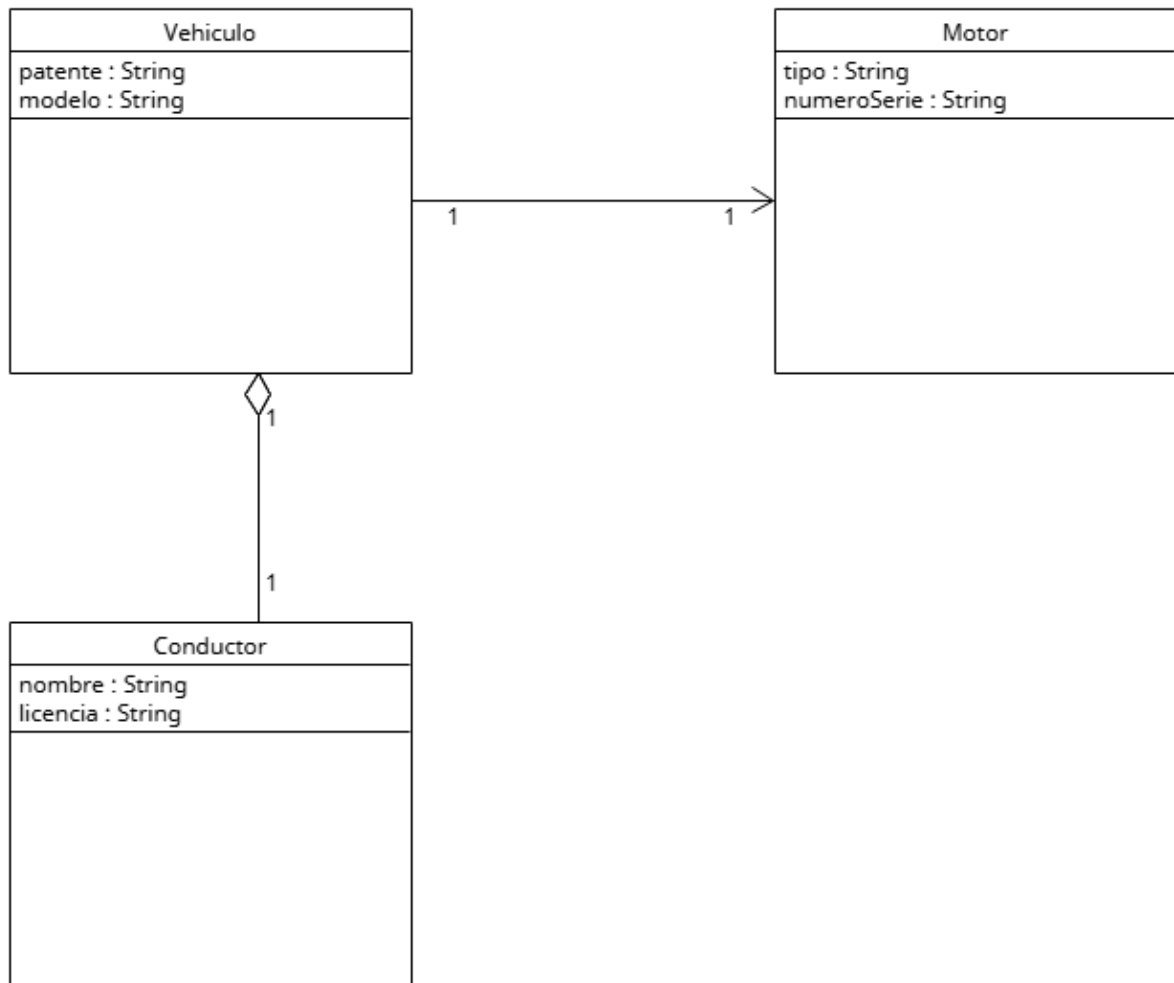 Vehiculo
patente : String
modelo : String
Motor
tipo : String
numeroSerie : String
1
1
1
1
Conductor
nombre : String
licencia : String